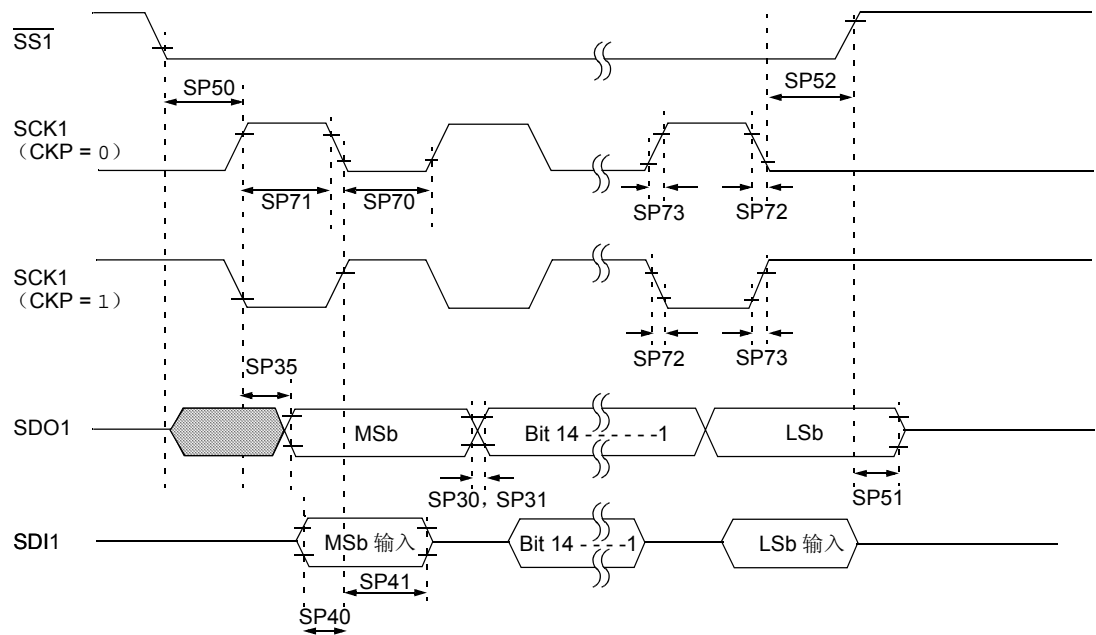 SS1
SP50
SP52
SCK1
（CKP = 0）
SP71
SP70
SP73
SP72
SCK1
（CKP = 1）
SP72
SP73
SP35
SDO1
MSb
Bit 14 - - - - - -1
LSb
SP30，SP31
SP51
SDI1
MSb 输入
Bit 14 - - - -1
LSb 输入
SP41
SP40